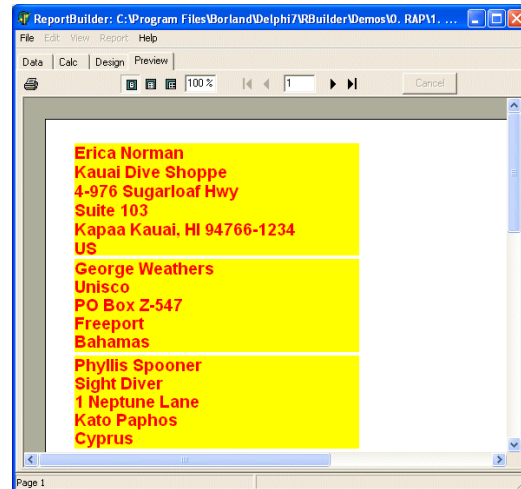 ReportBuilder: C:\Program Files\Borland\Delphi7\RBuilder\Demos\0. RAP\1. ...
File Edit View Report Help
Data Calc Design Preview
100 % 1 Cancel
Erica Norman
Kauai Dive Shoppe
4-976 Sugarloaf Hwy
Suite 103
Kapaa Kauai, HI 94766-1234
US
George Weathers
Unisco
PO Box Z-547
Freeport
Bahamas
Phyllis Spooner
Sight Diver
1 Neptune Lane
Kato Paphos
Cyprus
Page 1